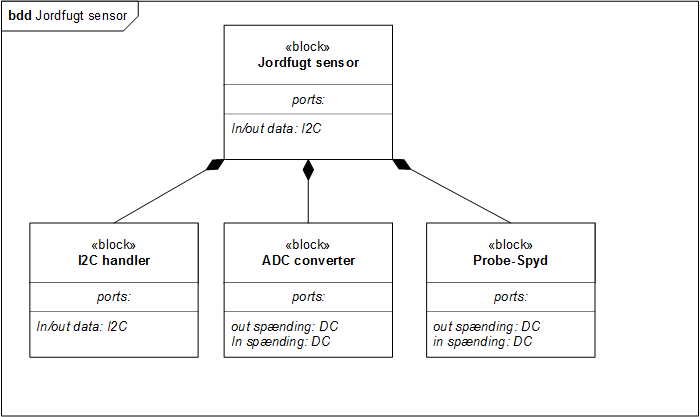 bdd Jordfugt sensor
«block»
Jordfugt sensor
ports:
In/out data: I2C
«block»
I2C handler
ports:
In/out data: I2C
«block»
ADC converter
ports:
out spænding: DC
In spænding: DC
«block»
Probe-Spyd
ports:
out spænding: DC
in spænding: DC